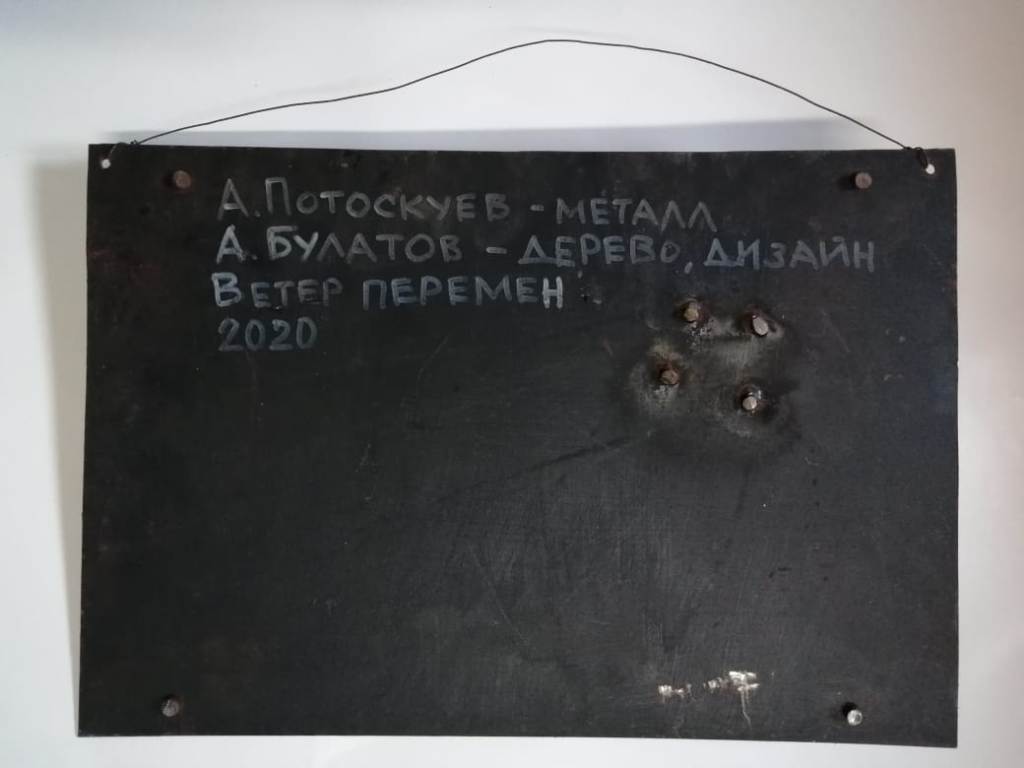 А. Потоскуев - металл
А. Булатов - дерево, дизайн
Ветер перемен
2020